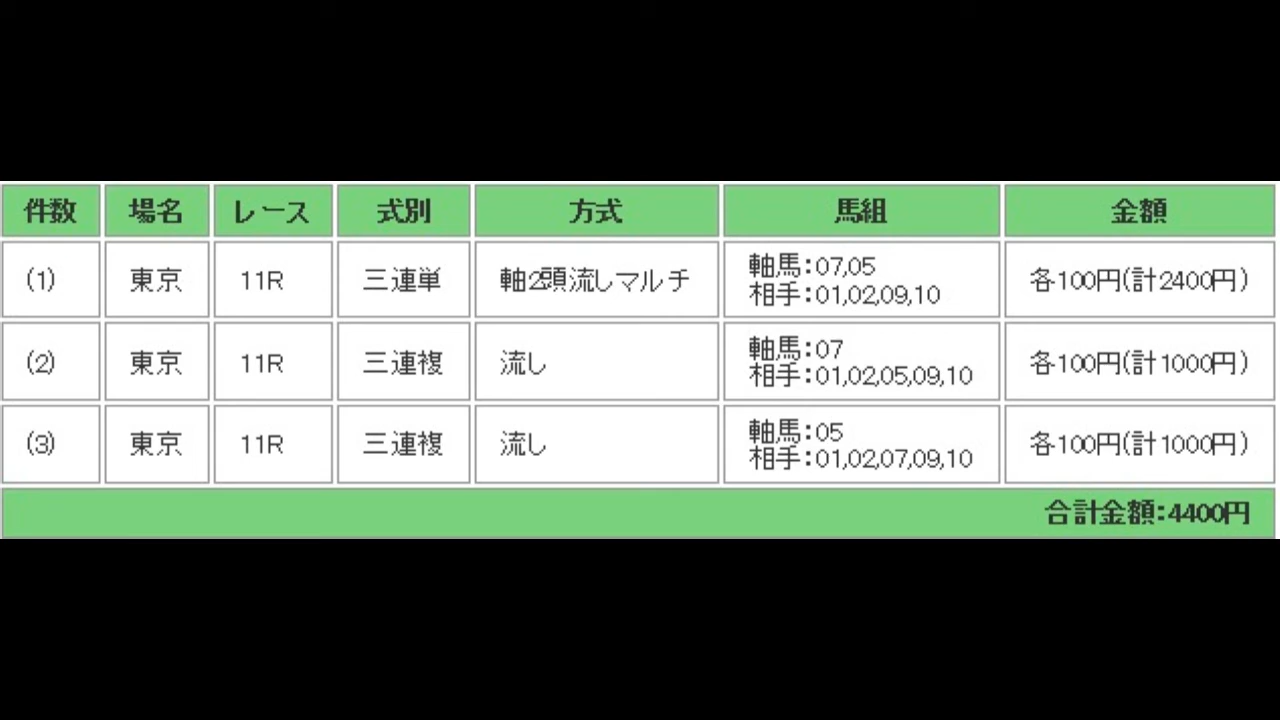 件数 場名 レース 式別 方式 馬組 金額
(1) 東京 11R 三連単 軸2頭流しマルチ 軸馬:07,05 各100円(計2400円)
相手:01,02,09,10
(2) 東京 11R 三連複 流し 軸馬:07 各100円(計1000円)
相手:01,02,05,09,10
(3) 東京 11R 三連複 流し 軸馬:05 各100円(計1000円)
相手:01,02,07,09,10
合計金額:4400円